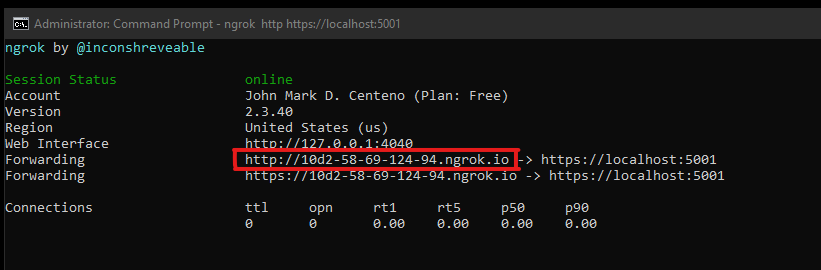 Administrator: Command Prompt - ngrok http https://localhost:5001
ngrok by @inconshreveable
Session Status online
Account John Mark D. Centeno (Plan: Free)
Version 2.3.40
Region United States (us)
Web Interface http://127.0.0.1:4040
Forwarding http://10d2-58-69-124-94.ngrok.io -> https://localhost:5001
Forwarding https://10d2-58-69-124-94.ngrok.io -> https://localhost:5001
Connections ttl opn rt1 rt5 p50 p90
0 0 0.00 0.00 0.00 0.00